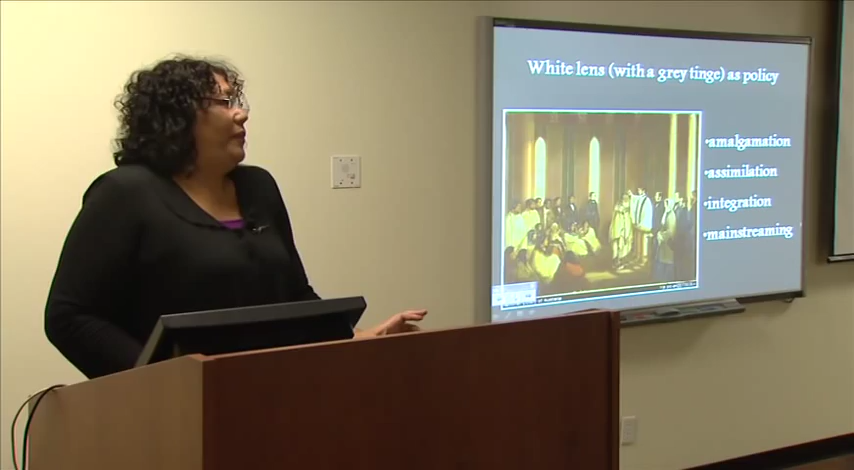 White lens (with a grey tinge) as policy
•amalgamation
•assimilation
•integration
•mainstreaming